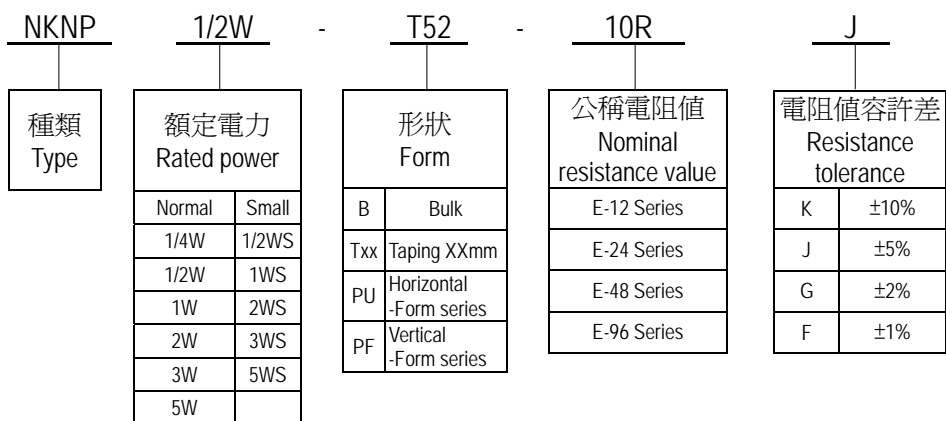 NKNP 1/2W - T52 - 10R J
種類
Type
額定電力
Rated power
Normal Small
1/4W 1/2WS
1/2W 1WS
1W 2WS
2W 3WS
3W 5WS
5W
形狀
Form
B Bulk
Txx Taping XXmm
PU Horizontal
-Form series
PF Vertical
-Form series
公稱電阻值
Nominal
resistance value
E-12 Series
E-24 Series
E-48 Series
E-96 Series
電阻值容許差
Resistance
tolerance
K ±10%
J ±5%
G ±2%
F ±1%